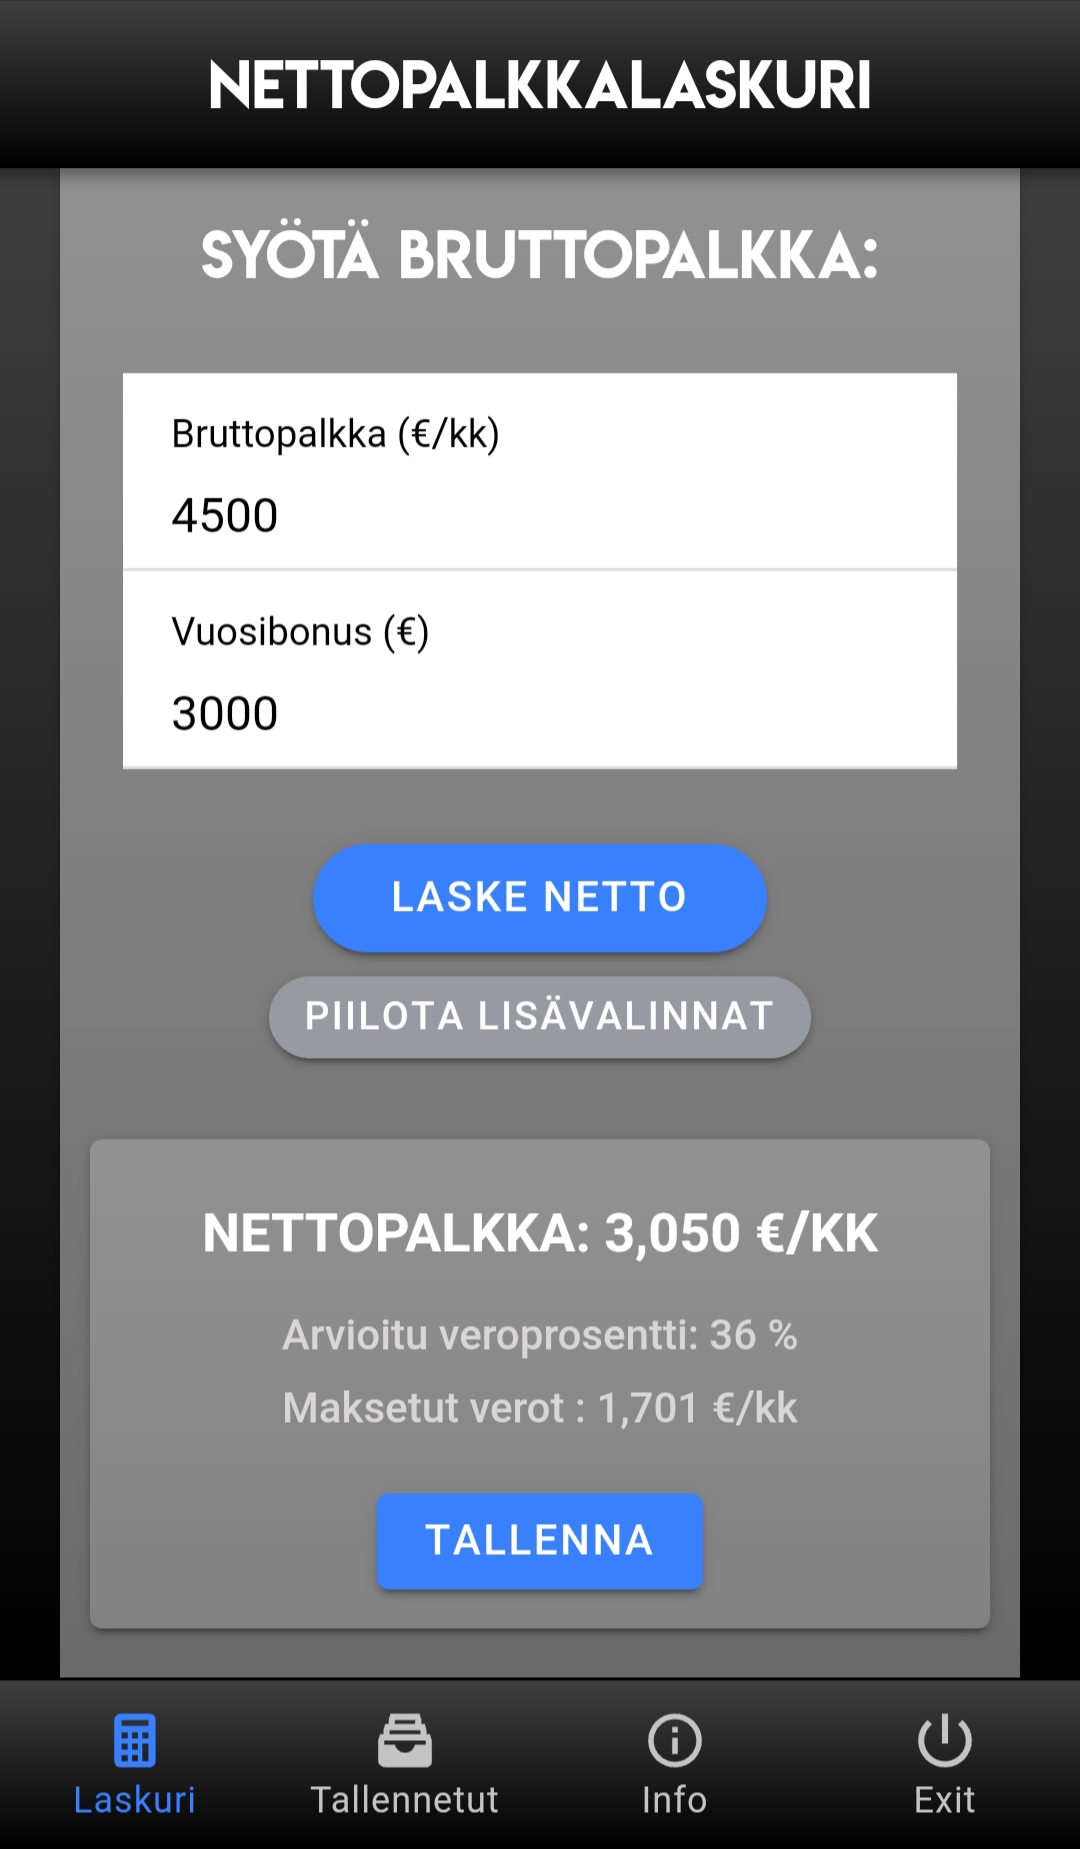 NETTOPALKKALASKURI
SYÖTÄ BRUTTOPALKKA:
Bruttopalkka (€/kk)
4500
Vuosibonus (€)
3000
LASKE NETTO
PIILOTA LISÄVALINNAT
NETTOPALKKA: 3,050 €/KK
Arvioitu veroprosentti: 36 %
Maksetut verot : 1,701 €/kk
TALLENNA
Laskuri Tallennetut Info Exit